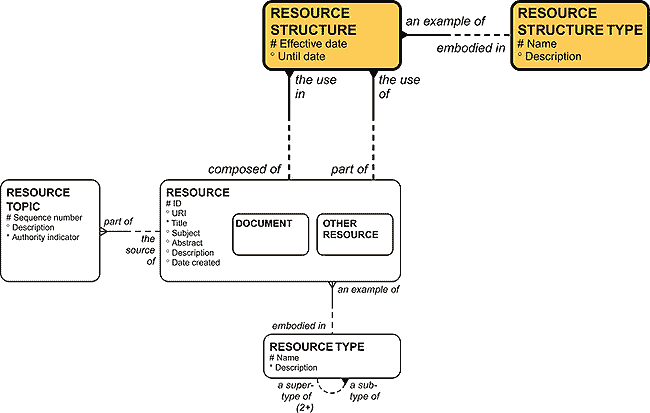 RESOURCE
STRUCTURE
# Effective date
° Until date
an example of
embodied in
RESOURCE
STRUCTURE TYPE
# Name
° Description
the use
in
the use
of
composed of
part of
RESOURCE
TOPIC
# Sequence number
° Description
* Authority indicator
part of
the
source
of
RESOURCE
# ID
° URI
* Title
° Subject
° Abstract
° Description
° Date created
DOCUMENT
OTHER
RESOURCE
an example of
embodied in
RESOURCE TYPE
# Name
* Description
a super-
type of
(2+)
a sub-
type of